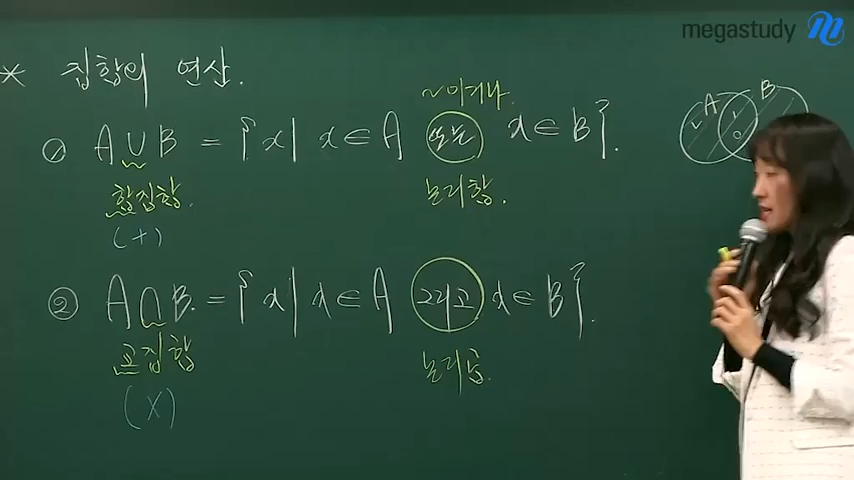 megastudy
* 집합의 연산.
~이거나
① A∪B = {x| x∈A 또는 x∈B}.
A B
합집합.
논리합.
(+)
② A∩B = {x| x∈A 그리고 x∈B}.
교집합
논리곱.
(×)